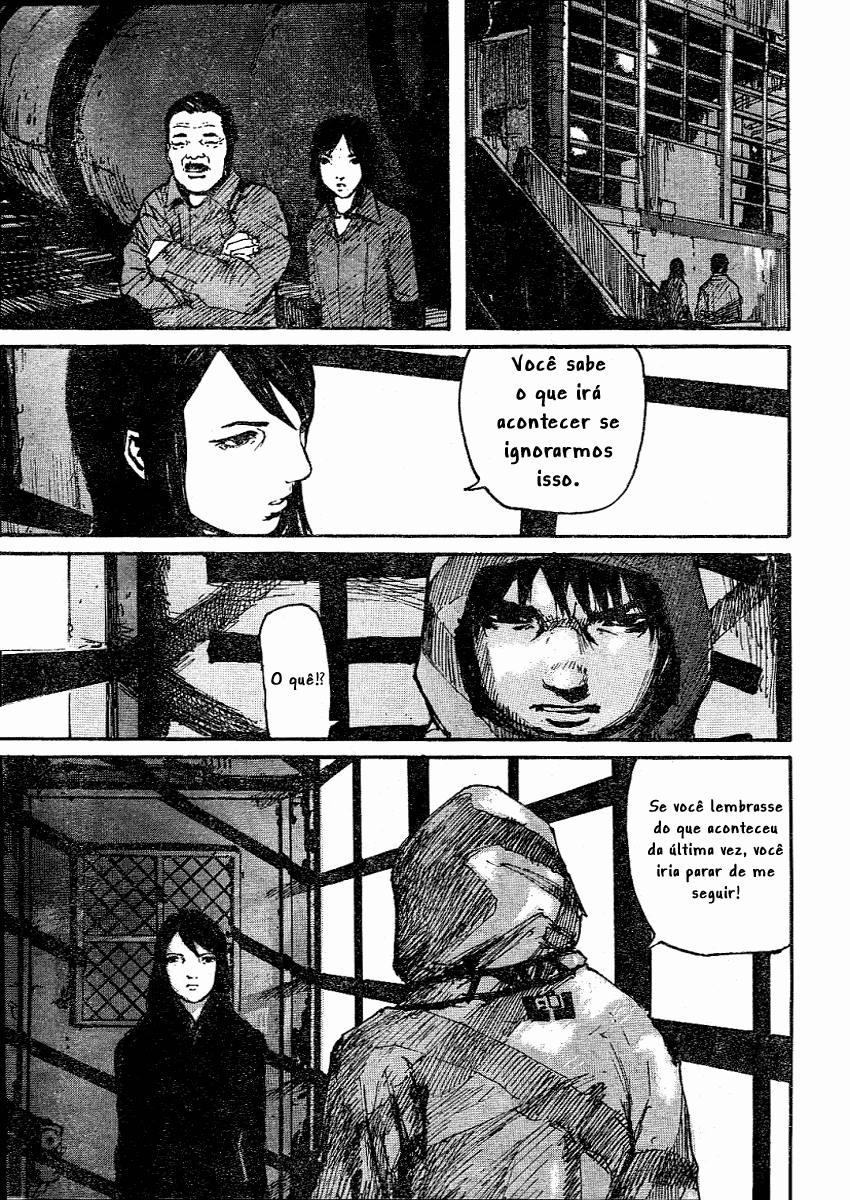 Você sabe
o que irá
acontecer se
ignorarmos
isso.
O quê!?
Se você lembrasse
do que aconteceu
da última vez, você
iria parar de me
seguir!